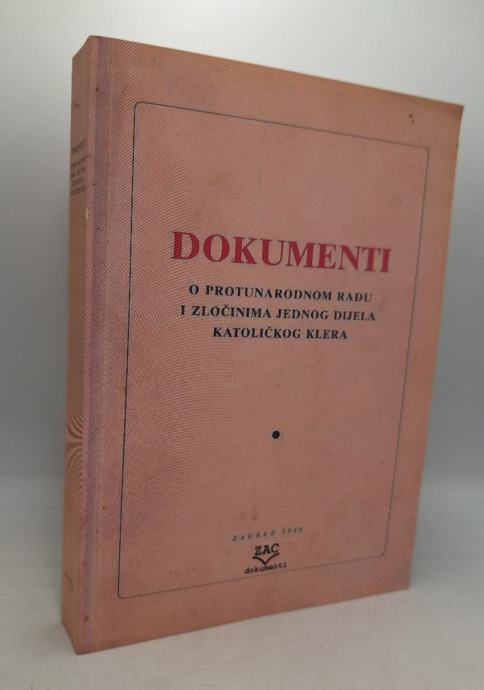 DOKUMENTI
O PROTUNARODNOM RADU
I ZLOČINIMA JEDNOG DIJELA
KATOLIČKOG KLERA
ZAGREB 1946
ZAC
dokumenti